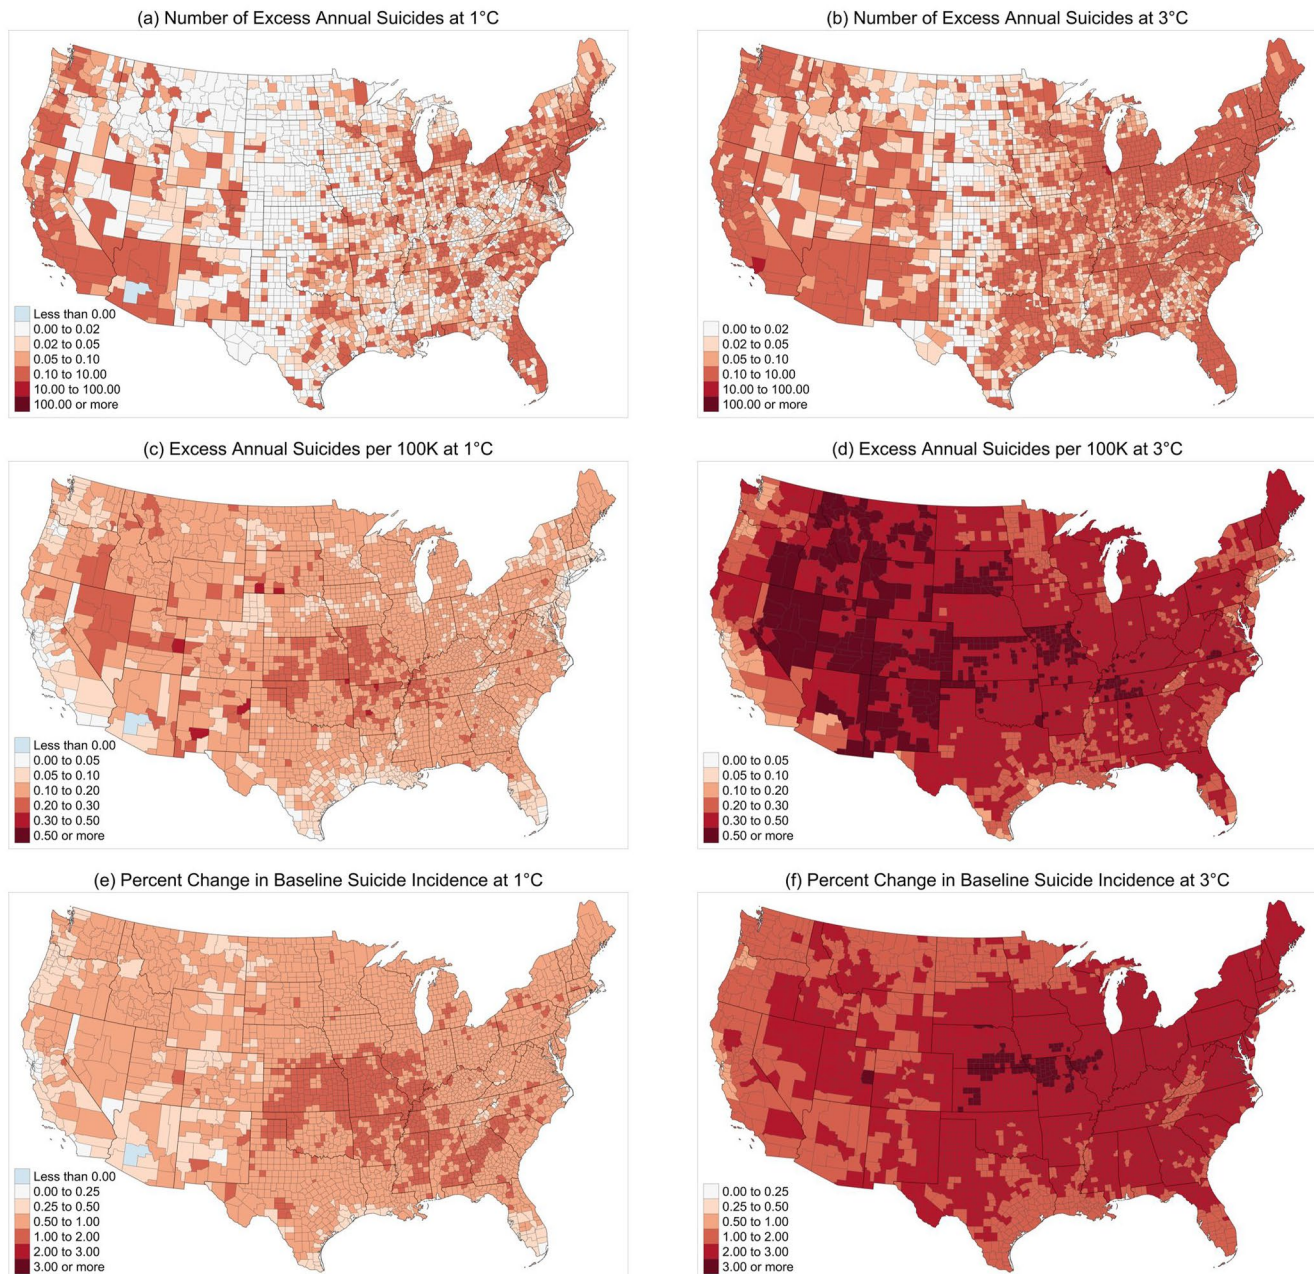 (a) Number of Excess Annual Suicides at 1°C
(b) Number of Excess Annual Suicides at 3°C
Less than 0.00
0.00 to 0.02
0.02 to 0.05
0.05 to 0.10
0.10 to 10.00
10.00 to 100.00
100.00 or more
0.00 to 0.02
0.02 to 0.05
0.05 to 0.10
0.10 to 10.00
10.00 to 100.00
100.00 or more
(c) Excess Annual Suicides per 100K at 1°C
(d) Excess Annual Suicides per 100K at 3°C
Less than 0.00
0.00 to 0.05
0.05 to 0.10
0.10 to 0.20
0.20 to 0.30
0.30 to 0.50
0.50 or more
0.00 to 0.05
0.05 to 0.10
0.10 to 0.20
0.20 to 0.30
0.30 to 0.50
0.50 or more
(e) Percent Change in Baseline Suicide Incidence at 1°C
(f) Percent Change in Baseline Suicide Incidence at 3°C
Less than 0.00
0.00 to 0.25
0.25 to 0.50
0.50 to 1.00
1.00 to 2.00
2.00 to 3.00
3.00 or more
0.00 to 0.25
0.25 to 0.50
0.50 to 1.00
1.00 to 2.00
2.00 to 3.00
3.00 or more